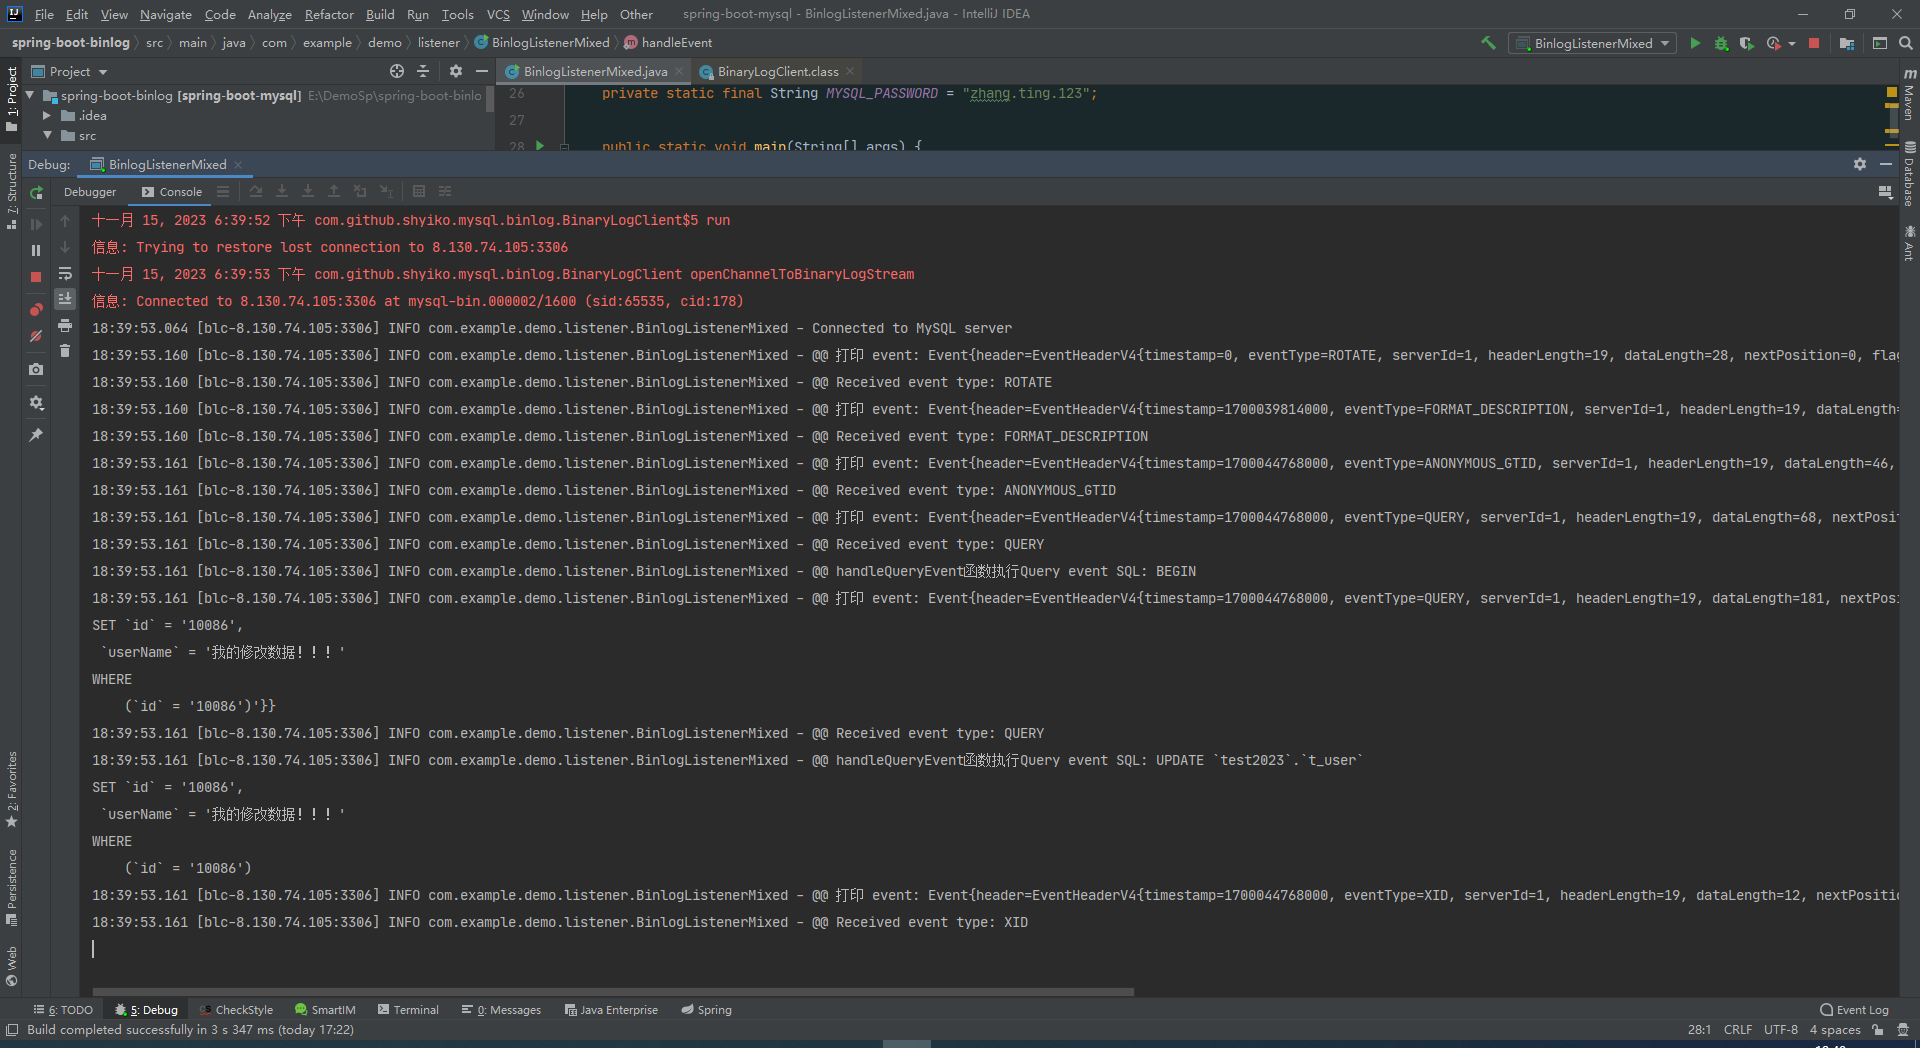 File Edit View Navigate Code Analyze Refactor Build Run Tools VCS Window Help Other spring-boot-mysql - BinlogListenerMixed.java - IntelliJ IDEA
spring-boot-binlog src main java com example demo listener BinlogListenerMixed handleEvent BinlogListenerMixed
Project BinlogListenerMixed.java BinaryLogClient.class
spring-boot-binlog [spring-boot-mysql] E:\DemoSp\spring-boot-binlo
.idea
src
26 private static final String MYSQL_PASSWORD = "zhang.ting.123";
27
28 public static void main(String[] args) {
Debug: BinlogListenerMixed
Debugger Console
十一月 15, 2023 6:39:52 下午 com.github.shyiko.mysql.binlog.BinaryLogClient$5 run
信息: Trying to restore lost connection to 8.130.74.105:3306
十一月 15, 2023 6:39:53 下午 com.github.shyiko.mysql.binlog.BinaryLogClient openChannelToBinaryLogStream
信息: Connected to 8.130.74.105:3306 at mysql-bin.000002/1600 (sid:65535, cid:178)
18:39:53.064 [blc-8.130.74.105:3306] INFO com.example.demo.listener.BinlogListenerMixed - Connected to MySQL server
18:39:53.160 [blc-8.130.74.105:3306] INFO com.example.demo.listener.BinlogListenerMixed - @@ 打印 event: Event{header=EventHeaderV4{timestamp=0, eventType=ROTATE, serverId=1, headerLength=19, dataLength=28, nextPosition=0, flag
18:39:53.160 [blc-8.130.74.105:3306] INFO com.example.demo.listener.BinlogListenerMixed - @@ Received event type: ROTATE
18:39:53.160 [blc-8.130.74.105:3306] INFO com.example.demo.listener.BinlogListenerMixed - @@ 打印 event: Event{header=EventHeaderV4{timestamp=1700039814000, eventType=FORMAT_DESCRIPTION, serverId=1, headerLength=19, dataLength=
18:39:53.160 [blc-8.130.74.105:3306] INFO com.example.demo.listener.BinlogListenerMixed - @@ Received event type: FORMAT_DESCRIPTION
18:39:53.161 [blc-8.130.74.105:3306] INFO com.example.demo.listener.BinlogListenerMixed - @@ 打印 event: Event{header=EventHeaderV4{timestamp=1700044768000, eventType=ANONYMOUS_GTID, serverId=1, headerLength=19, dataLength=46,
18:39:53.161 [blc-8.130.74.105:3306] INFO com.example.demo.listener.BinlogListenerMixed - @@ Received event type: ANONYMOUS_GTID
18:39:53.161 [blc-8.130.74.105:3306] INFO com.example.demo.listener.BinlogListenerMixed - @@ 打印 event: Event{header=EventHeaderV4{timestamp=1700044768000, eventType=QUERY, serverId=1, headerLength=19, dataLength=68, nextPosit
18:39:53.161 [blc-8.130.74.105:3306] INFO com.example.demo.listener.BinlogListenerMixed - @@ Received event type: QUERY
18:39:53.161 [blc-8.130.74.105:3306] INFO com.example.demo.listener.BinlogListenerMixed - @@ handleQueryEvent函数执行Query event SQL: BEGIN
18:39:53.161 [blc-8.130.74.105:3306] INFO com.example.demo.listener.BinlogListenerMixed - @@ 打印 event: Event{header=EventHeaderV4{timestamp=1700044768000, eventType=QUERY, serverId=1, headerLength=19, dataLength=181, nextPosi
SET `id` = '10086',
`userName` = '我的修改数据！！！'
WHERE
(`id` = '10086')'}}
18:39:53.161 [blc-8.130.74.105:3306] INFO com.example.demo.listener.BinlogListenerMixed - @@ Received event type: QUERY
18:39:53.161 [blc-8.130.74.105:3306] INFO com.example.demo.listener.BinlogListenerMixed - @@ handleQueryEvent函数执行Query event SQL: UPDATE `test2023`.`t_user`
SET `id` = '10086',
`userName` = '我的修改数据！！！'
WHERE
(`id` = '10086')
18:39:53.161 [blc-8.130.74.105:3306] INFO com.example.demo.listener.BinlogListenerMixed - @@ 打印 event: Event{header=EventHeaderV4{timestamp=1700044768000, eventType=XID, serverId=1, headerLength=19, dataLength=12, nextPositio
18:39:53.161 [blc-8.130.74.105:3306] INFO com.example.demo.listener.BinlogListenerMixed - @@ Received event type: XID
1: Project
7: Structure
2: Favorites
Persistence
Web
Maven
Database
Ant
6: TODO 5: Debug CheckStyle SmartIM Terminal 0: Messages Java Enterprise Spring Event Log
Build completed successfully in 3 s 347 ms (today 17:22) 28:1 CRLF UTF-8 4 spaces